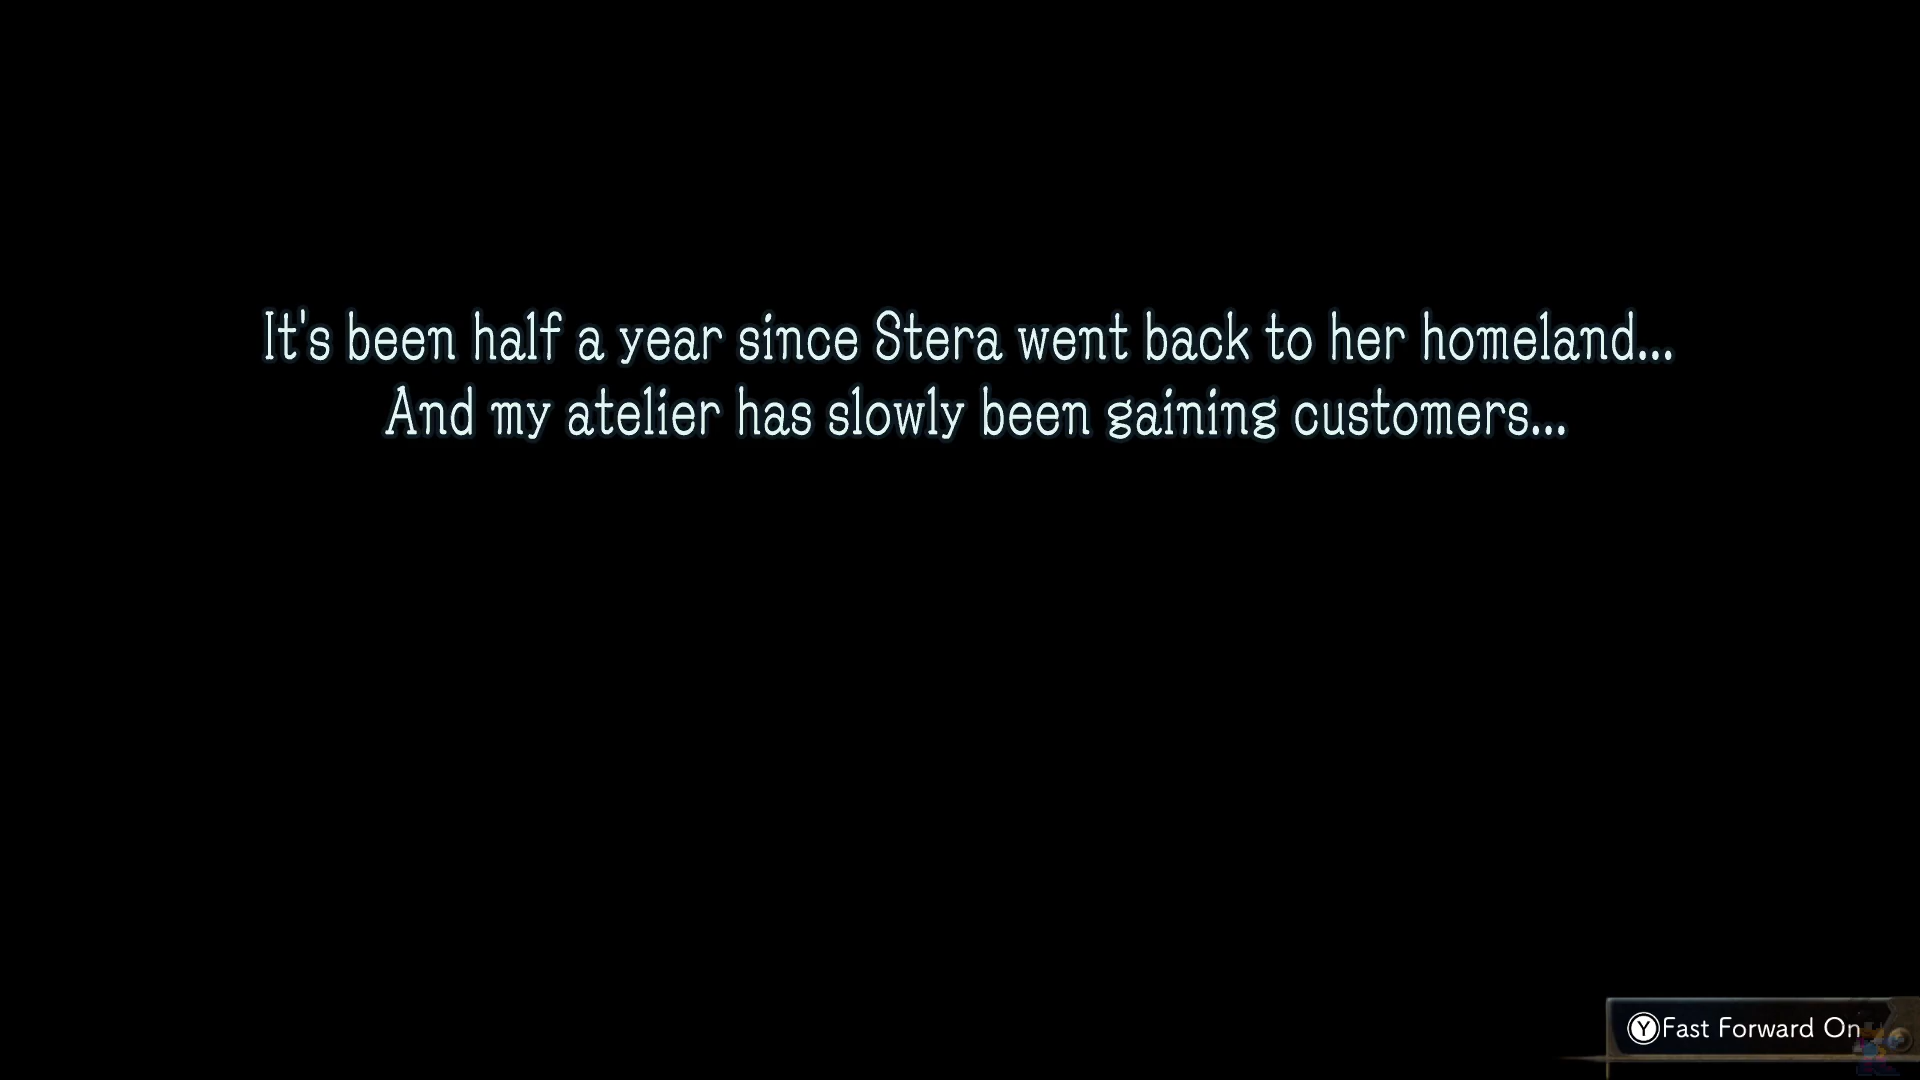 It's been half a year since Stera went back to her homeland...
And my atelier has slowly been gaining customers...
Y Fast Forward On